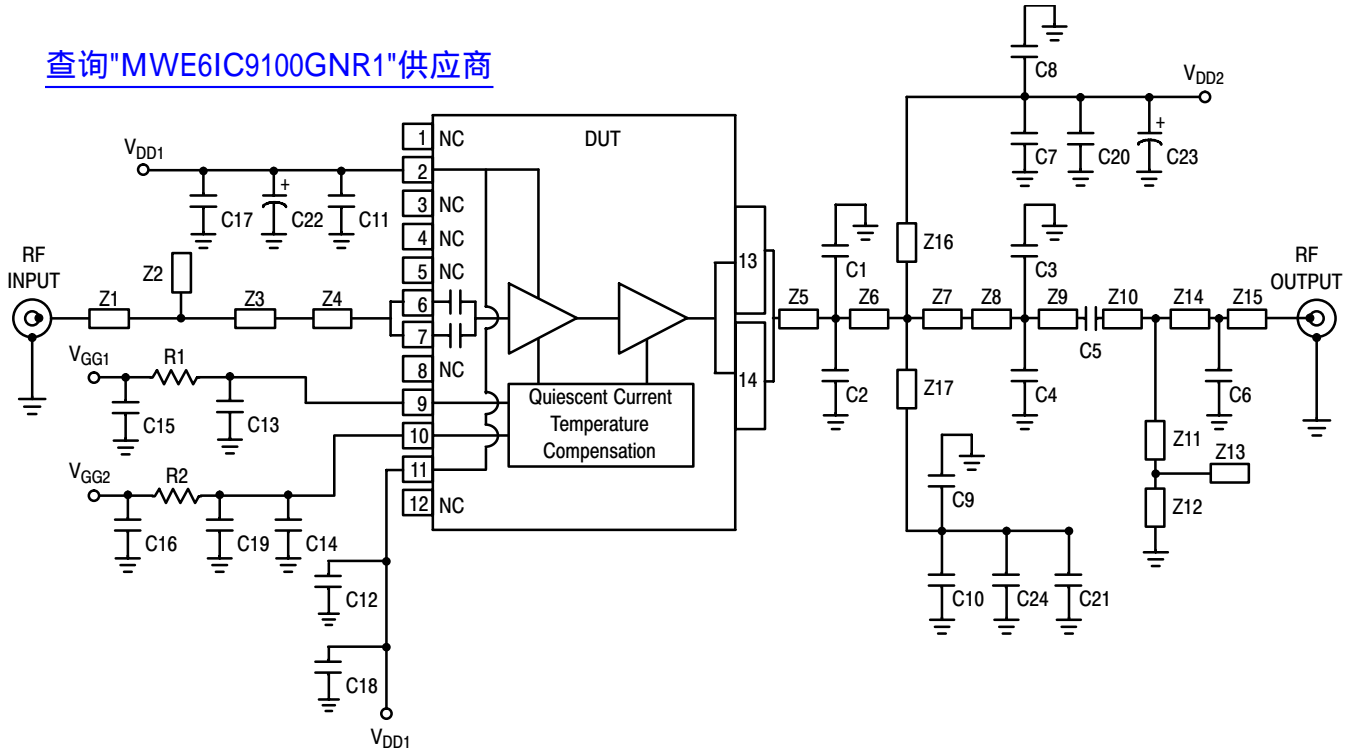 查询"MWE6IC9100GNR1"供应商
C8
VDD2
1 NC
DUT
VDD1
2
C7
C20
+
C23
3 NC
C17
+
C22
C11
4 NC
Z16
13
C1
C3
RF
INPUT
Z2
5 NC
RF
OUTPUT
Z1
Z3
Z4
6
7
Z5
Z6
Z7
Z8
Z9
Z10
Z14
Z15
C5
VGG1
R1
8 NC
14
C2
Z17
C4
C6
9
Quiescent Current
Temperature
Compensation
C15
C13
10
Z11
Z13
VGG2
R2
11
C9
Z12
12 NC
C16
C19
C14
C12
C10
C24
C21
C18
VDD1